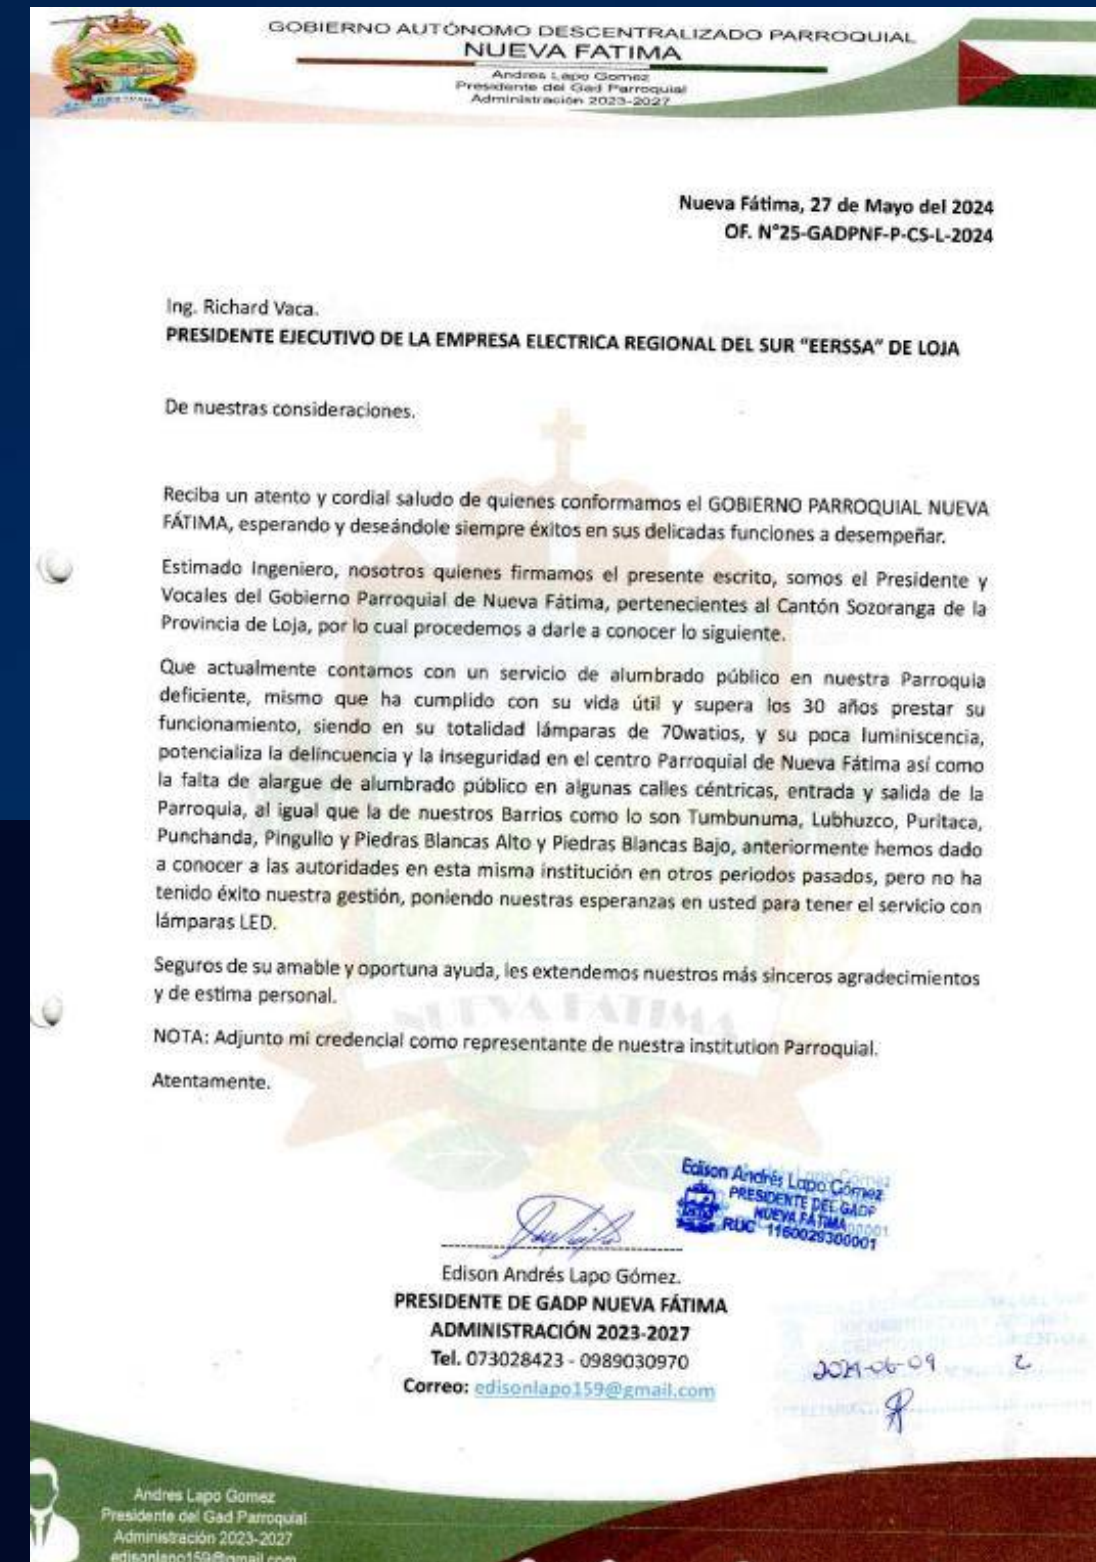 GOBIERNO AUTÓNOMO DESCENTRALIZADO PARROQUIAL
NUEVA FATIMA
Andres Lapo Gomez
Presidente del Gad Parroquial
Administración 2023-2027
Nueva Fátima, 27 de Mayo del 2024
OF. N°25-GADPNF-P-CS-L-2024
Ing. Richard Vaca.
PRESIDENTE EJECUTIVO DE LA EMPRESA ELECTRICA REGIONAL DEL SUR “EERSSA” DE LOJA
De nuestras consideraciones.
Reciba un atento y cordial saludo de quienes conformamos el GOBIERNO PARROQUIAL NUEVA
FÁTIMA, esperando y deseándole siempre éxitos en sus delicadas funciones a desempeñar.
Estimado Ingeniero, nosotros quienes firmamos el presente escrito, somos el Presidente y
Vocales del Gobierno Parroquial de Nueva Fátima, pertenecientes al Cantón Sozoranga de la
Provincia de Loja, por lo cual procedemos a darle a conocer lo siguiente.
Que actualmente contamos con un servicio de alumbrado público en nuestra Parroquia
deficiente, mismo que ha cumplido con su vida útil y supera los 30 años prestar su
funcionamiento, siendo en su totalidad lámparas de 70watios, y su poca luminiscencia,
potencializa la delincuencia y la inseguridad en el centro Parroquial de Nueva Fátima así como
la falta de alargue de alumbrado público en algunas calles céntricas, entrada y salida de la
Parroquia, al igual que la de nuestros Barrios como lo son Tumbunuma, Lubhuzco, Puritaca,
Punchanda, Pingullo y Piedras Blancas Alto y Piedras Blancas Bajo, anteriormente hemos dado
a conocer a las autoridades en esta misma institución en otros periodos pasados, pero no ha
tenido éxito nuestra gestión, poniendo nuestras esperanzas en usted para tener el servicio con
lámparas LED.
Seguros de su amable y oportuna ayuda, les extendemos nuestros más sinceros agradecimientos
y de estima personal.
NUEVA FATIMA
NOTA: Adjunto mi credencial como representante de nuestra institution Parroquial.
Atentamente.
Edison Andrés Lapo Gómez
PRESIDENTE DEL GADP
NUEVA FÁTIMA
RUC 1160029300001
Edison Andrés Lapo Gómez.
PRESIDENTE DE GADP NUEVA FÁTIMA
ADMINISTRACIÓN 2023-2027
Tel. 073028423 - 0989030970
Correo: edisonlapo159@gmail.com
2024-06-09 2
Andres Lapo Gomez
Presidente del Gad Parroquial
Administración 2023-2027
edisonlapo159@gmail.com